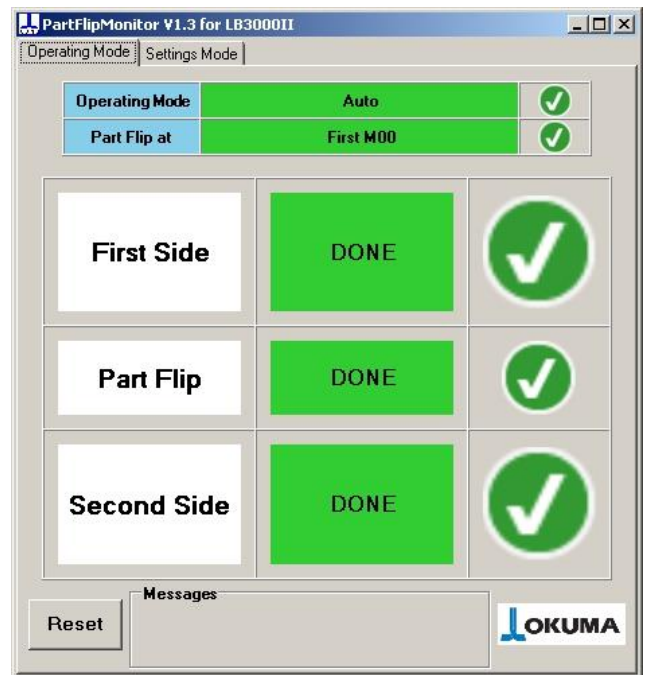 PartFlipMonitor V1.3 for LB3000II
Operating Mode Settings Mode
Operating Mode Auto
Part Flip at First M00
First Side DONE
Part Flip DONE
Second Side DONE
Messages
Reset
OKUMA